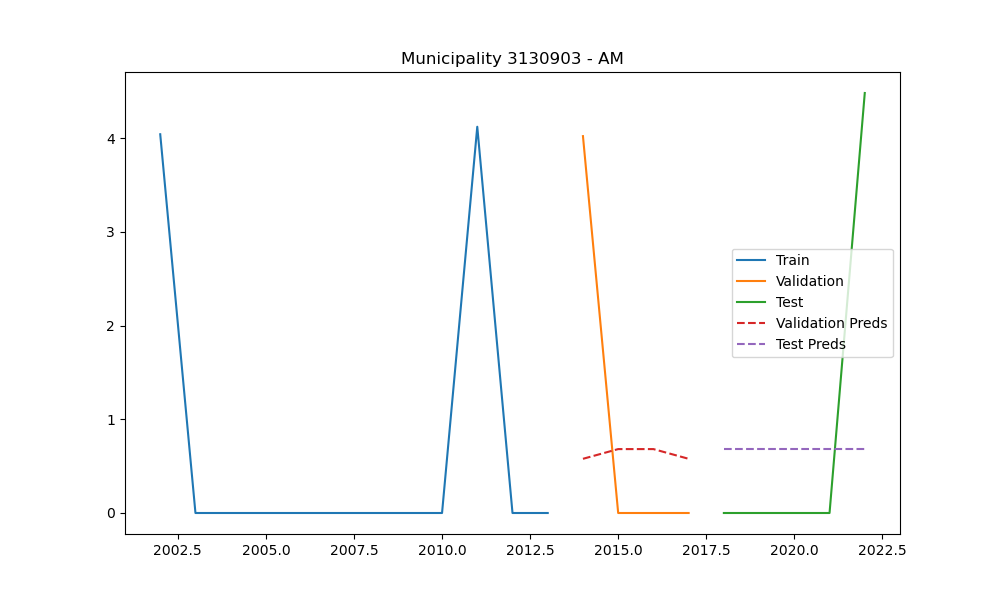 Municipality 3130903 - AM
4
3
2
1
0
Train
Validation
Test
Validation Preds
Test Preds
2002.5 2005.0 2007.5 2010.0 2012.5 2015.0 2017.5 2020.0 2022.5